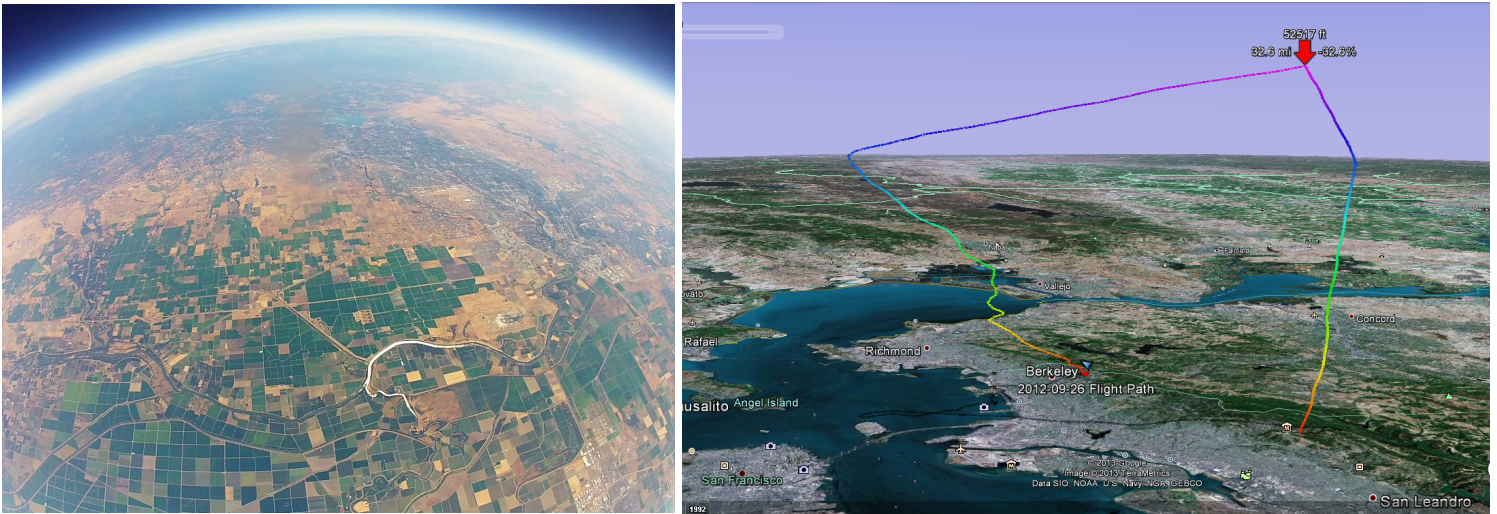 52517 ft
32.6 mi -32.6%
Vallejo
Concord
Rafael
Richmond
Berkeley
2012-09-26 Flight Path
usalito
Angel Island
© 2013 Google
Image © 2013 TerraMetrics
Data SIO, NOAA, U.S. Navy, NGA, GEBCO
San Francisco
San Leandro
1992